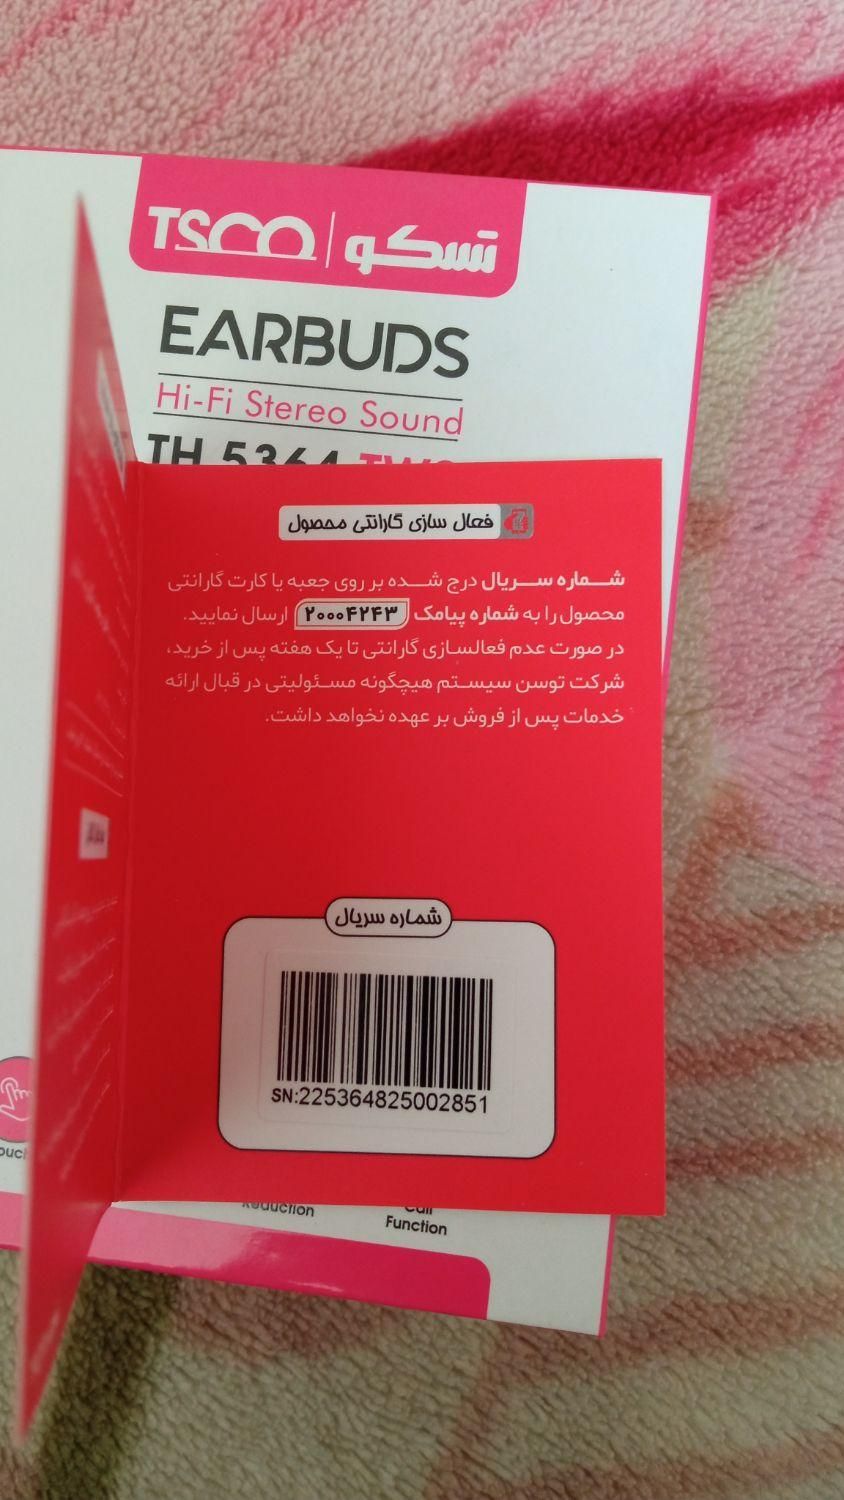 TSCO | تسکو
EARBUDS
Hi-Fi Stereo Sound
TH 5364 TWS
فعال سازی گارانتی محصول
شماره سریال درج شده بر روی جعبه یا کارت گارانتی
محصول را به شماره پیامک ۲۰۰۰۴۲۴۳ ارسال نمایید.
در صورت عدم فعالسازی گارانتی تا یک هفته پس از خرید،
شرکت توسن سیستم هیچگونه مسئولیتی در قبال ارائه
خدمات پس از فروش بر عهده نخواهد داشت.
شماره سریال
SN:225364825002851
Reduction
Call
Function